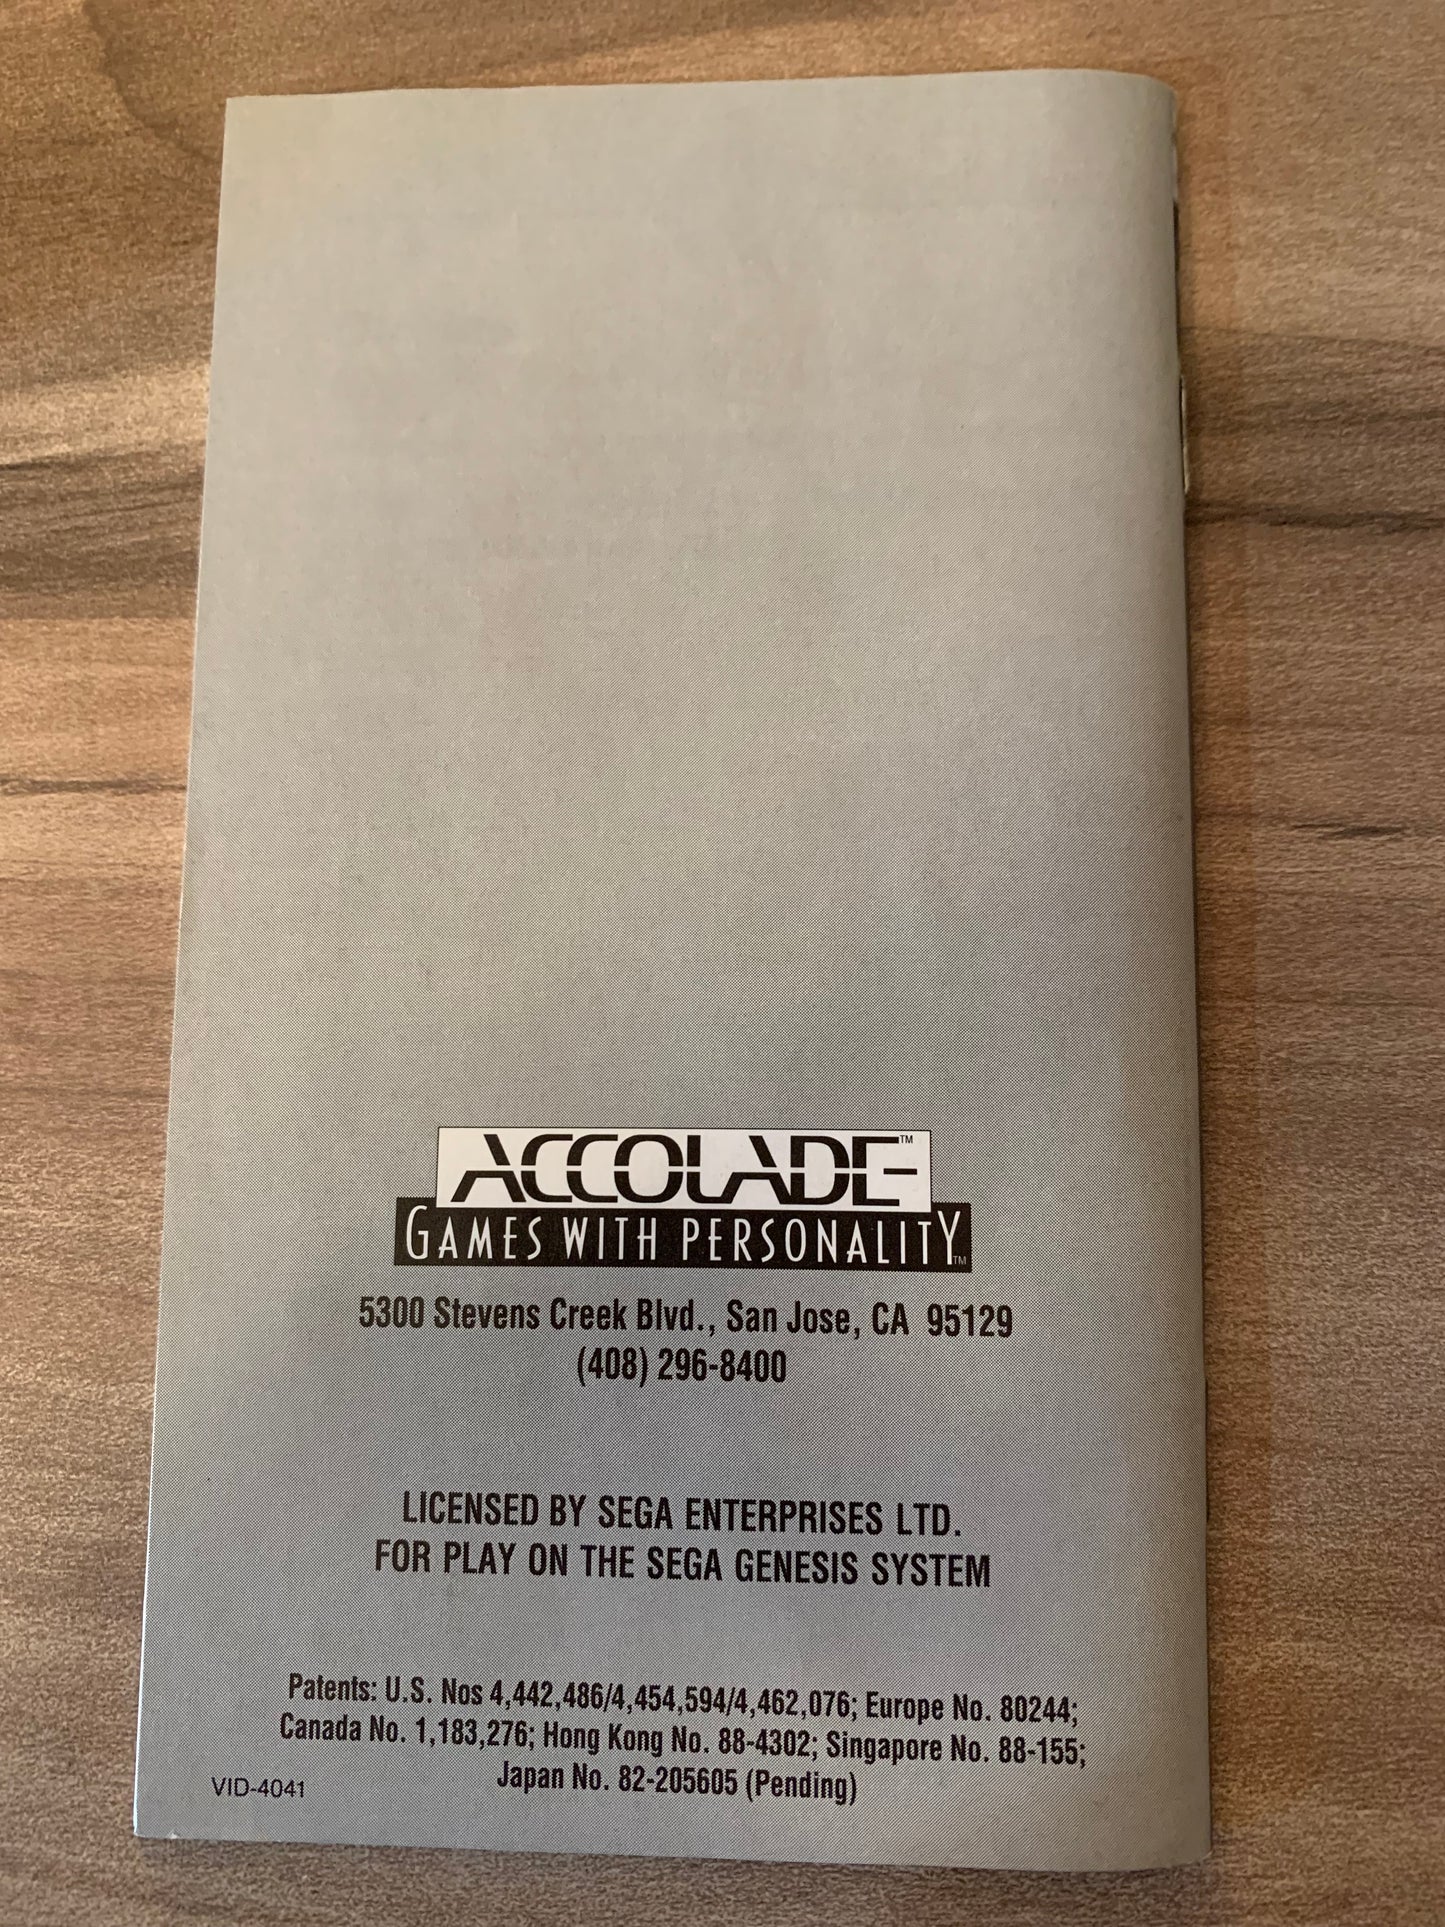 ACCOLADE™
GAMES WITH PERSONALITY™
5300 Stevens Creek Blvd., San Jose, CA 95129
(408) 296-8400
LICENSED BY SEGA ENTERPRISES LTD.
FOR PLAY ON THE SEGA GENESIS SYSTEM
Patents: U.S. Nos 4,442,486/4,454,594/4,462,076; Europe No. 80244;
Canada No. 1,183,276; Hong Kong No. 88-4302; Singapore No. 88-155;
Japan No. 82-205605 (Pending)
VID-4041